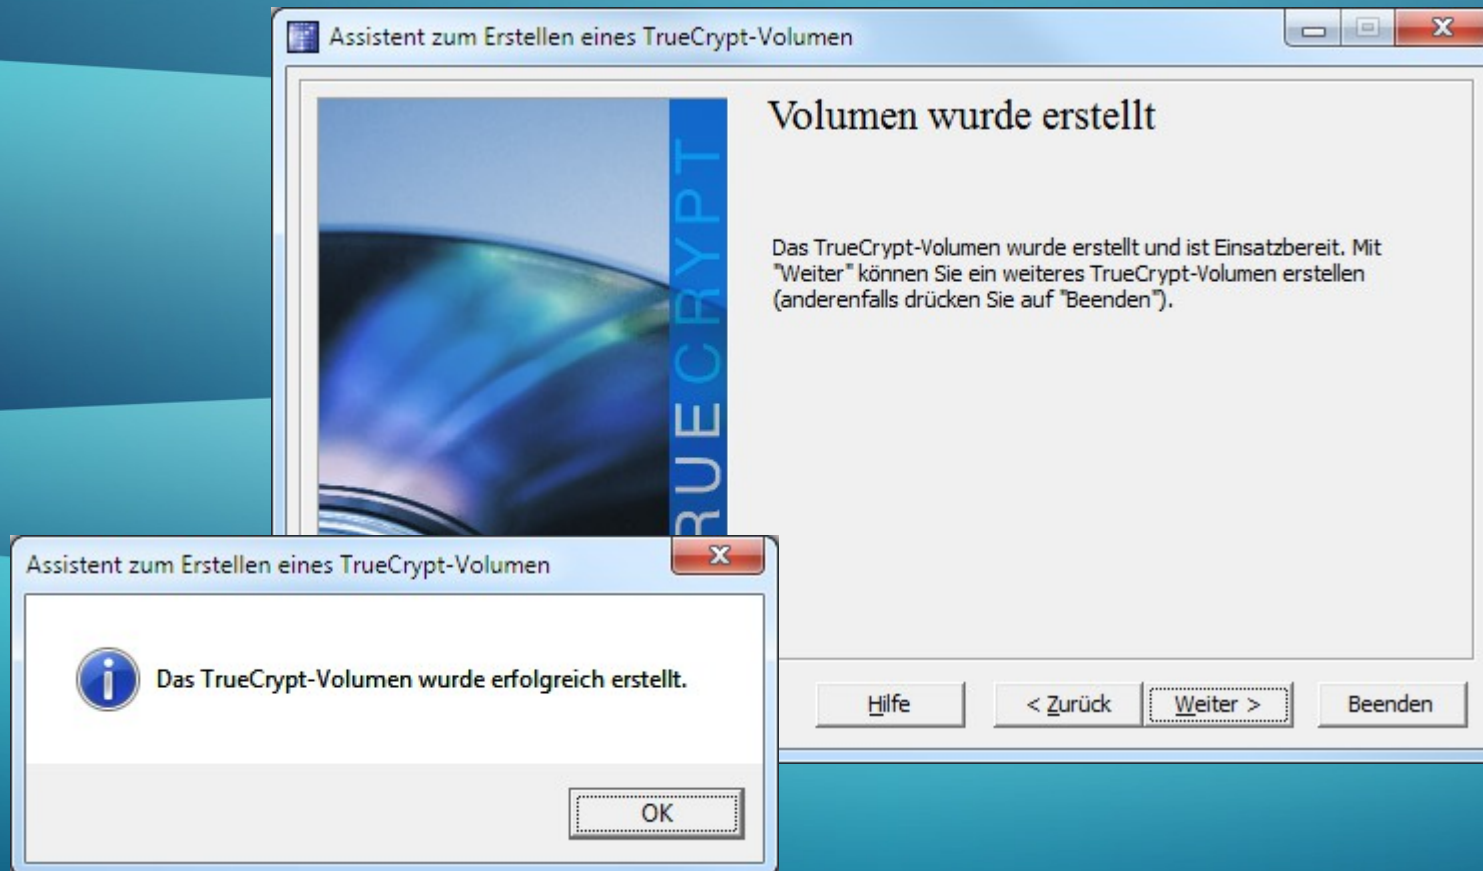 Assistent zum Erstellen eines TrueCrypt-Volumen
Volumen wurde erstellt
Das TrueCrypt-Volumen wurde erstellt und ist Einsatzbereit. Mit
"Weiter" können Sie ein weiteres TrueCrypt-Volumen erstellen
(anderenfalls drücken Sie auf "Beenden").
RUECRYPT
Hilfe
< Zurück
Weiter >
Beenden
Assistent zum Erstellen eines TrueCrypt-Volumen
Das TrueCrypt-Volumen wurde erfolgreich erstellt.
OK